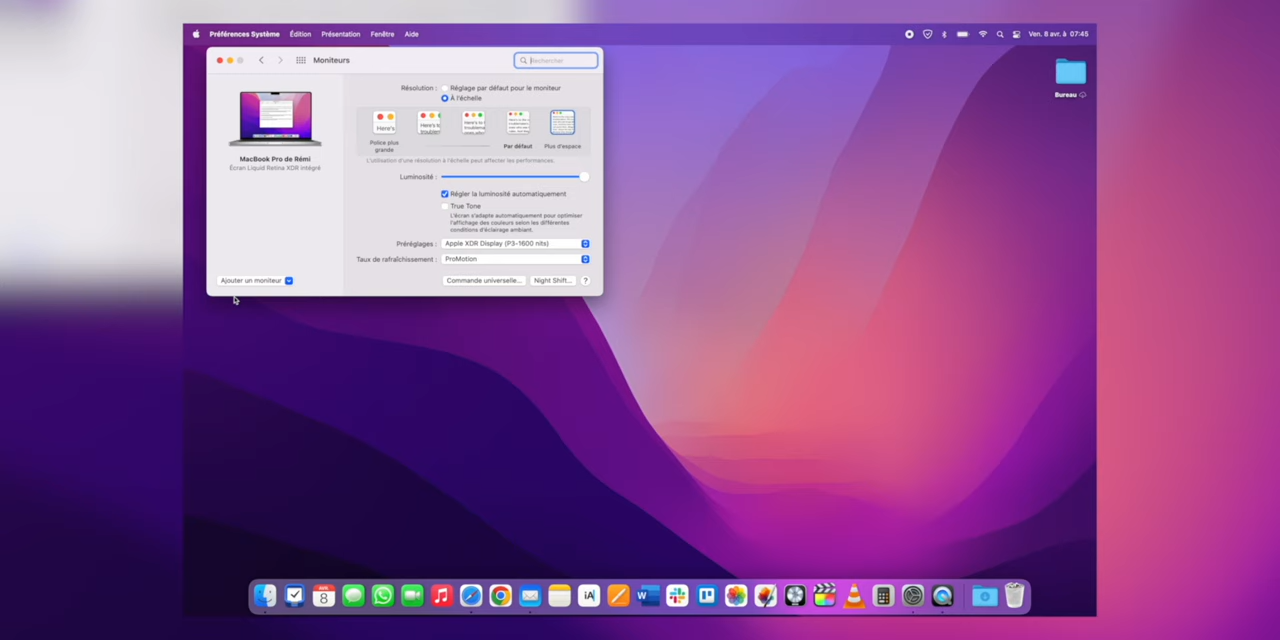 Préférences Système Édition Présentation Fenêtre Aide
Ven. 8 avr. à 07:45
Moniteurs
Rechercher
Bureau
Résolution :
Réglage par défaut pour le moniteur
À l'échelle
Here's
Police plus
grande
Par défaut
Plus d'espace
L'utilisation d'une résolution à l'échelle peut affecter les performances.
MacBook Pro de Rémi
Écran Liquid Retina XDR intégré
Luminosité :
Régler la luminosité automatiquement
True Tone
L'écran s'adapte automatiquement pour optimiser
l'affichage des couleurs selon les différentes
conditions d'éclairage ambiant.
Préréglages :
Apple XDR Display (P3-1600 nits)
Taux de rafraîchissement :
ProMotion
Ajouter un moniteur
Commande universelle...
Night Shift...
?
8
iA
W